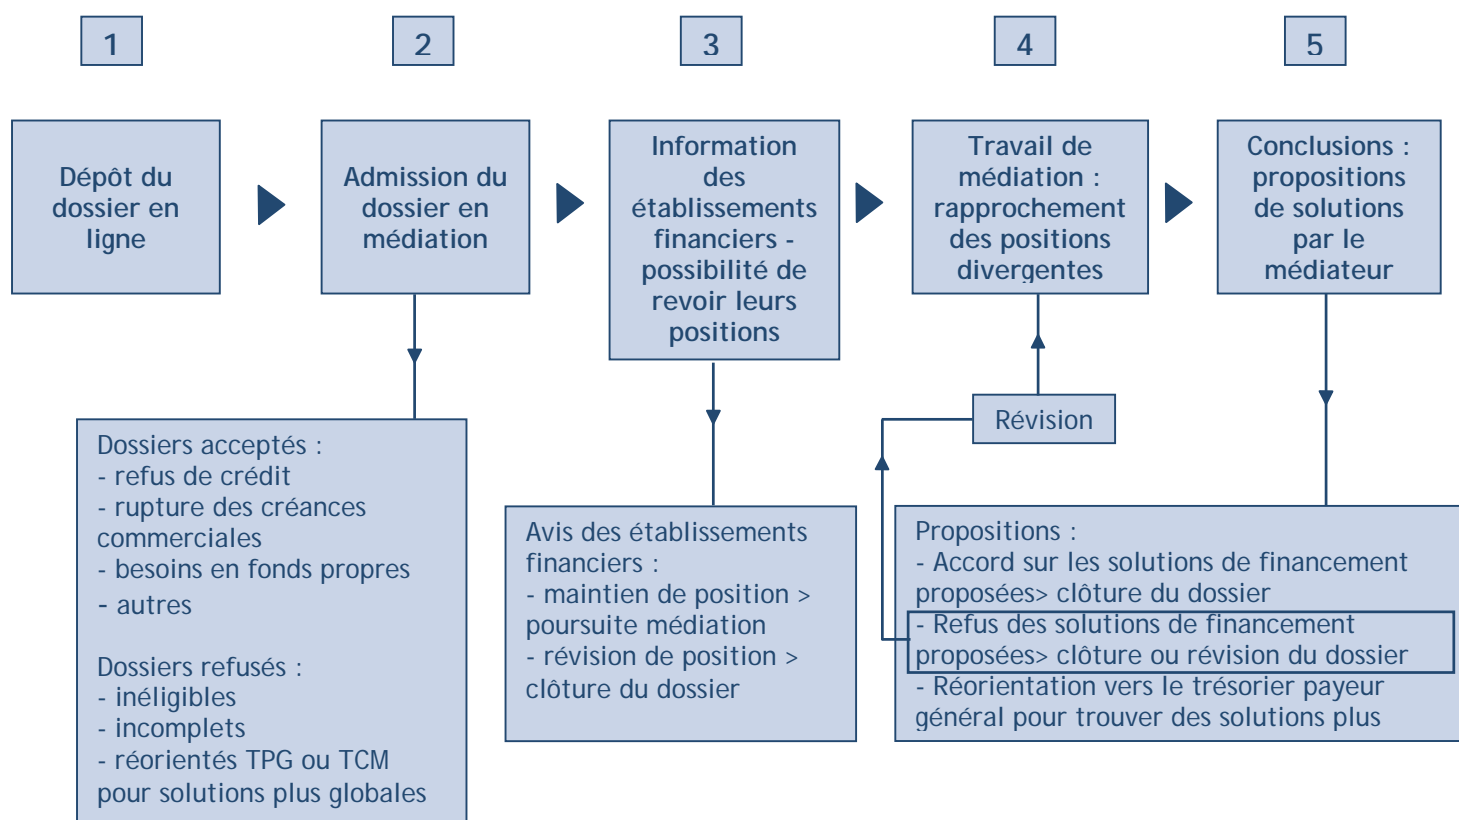 1
2
3
4
5
Dépôt du
dossier en
ligne
Admission du
dossier en
médiation
Information
des
établissements
financiers -
possibilité de
revoir leurs
positions
Travail de
médiation :
rapprochement
des positions
divergentes
Conclusions :
propositions
de solutions
par le
médiateur
Révision
Dossiers acceptés :
- refus de crédit
- rupture des créances
commerciales
- besoins en fonds propres
- autres
Dossiers refusés :
- inéligibles
- incomplets
- réorientés TPG ou TCM
pour solutions plus globales
Avis des établissements
financiers :
- maintien de position >
poursuite médiation
- révision de position >
clôture du dossier
Propositions :
- Accord sur les solutions de financement
proposées> clôture du dossier
- Refus des solutions de financement
proposées> clôture ou révision du dossier
- Réorientation vers le trésorier payeur
général pour trouver des solutions plus